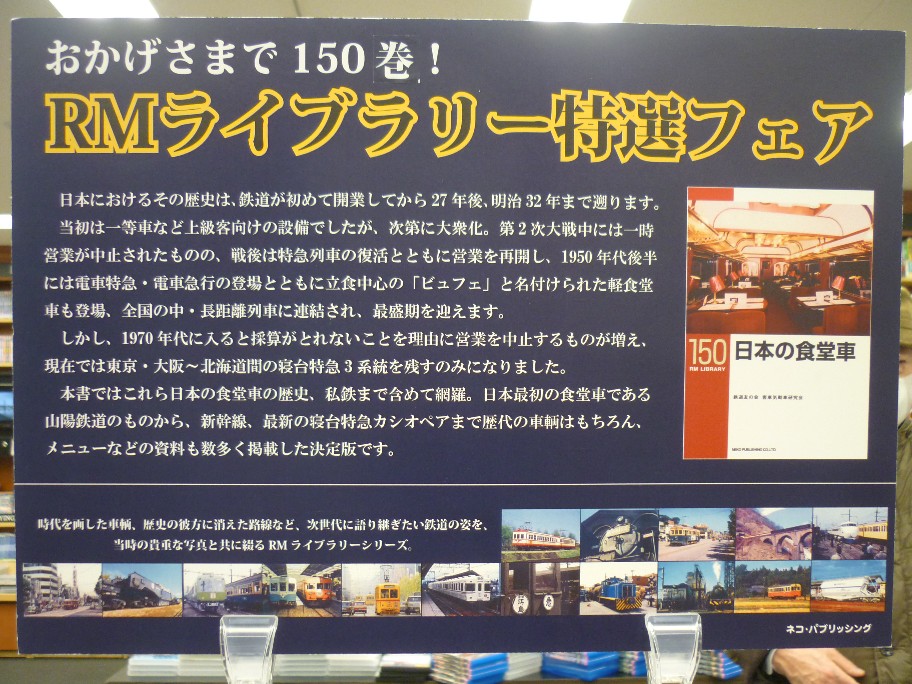 おかげさまで 150 巻！
RMライブラリー特選フェア
日本におけるその歴史は、鉄道が初めて開業してから 27 年後、明治 32 年まで遡ります。
当初は一等車など上級客向けの設備でしたが、次第に大衆化。第 2 次大戦中には一時
営業が中止されたものの、戦後は特急列車の復活とともに営業を再開し、1950 年代後半
には電車特急・電車急行の登場とともに立食中心の「ビュフェ」と名付けられた軽食堂
車も登場、全国の中・長距離列車に連結され、最盛期を迎えます。
しかし、1970 年代に入ると採算がとれないことを理由に営業を中止するものが増え、
現在では東京・大阪～北海道間の寝台特急 3 系統を残すのみになりました。
本書ではこれら日本の食堂車の歴史、私鉄まで含めて網羅。日本最初の食堂車である
山陽鉄道のものから、新幹線、最新の寝台特急カシオペアまで歴代の車輌はもちろん、
メニューなどの資料も数多く掲載した決定版です。
150
RM LIBRARY
日本の食堂車
NEKO PUBLISHING CO.,LTD
時代を画した車輌、歴史の彼方に消えた路線など、次世代に語り継ぎたい鉄道の姿を、
当時の貴重な写真と共に綴る RM ライブラリーシリーズ。
ネコ・パブリッシング